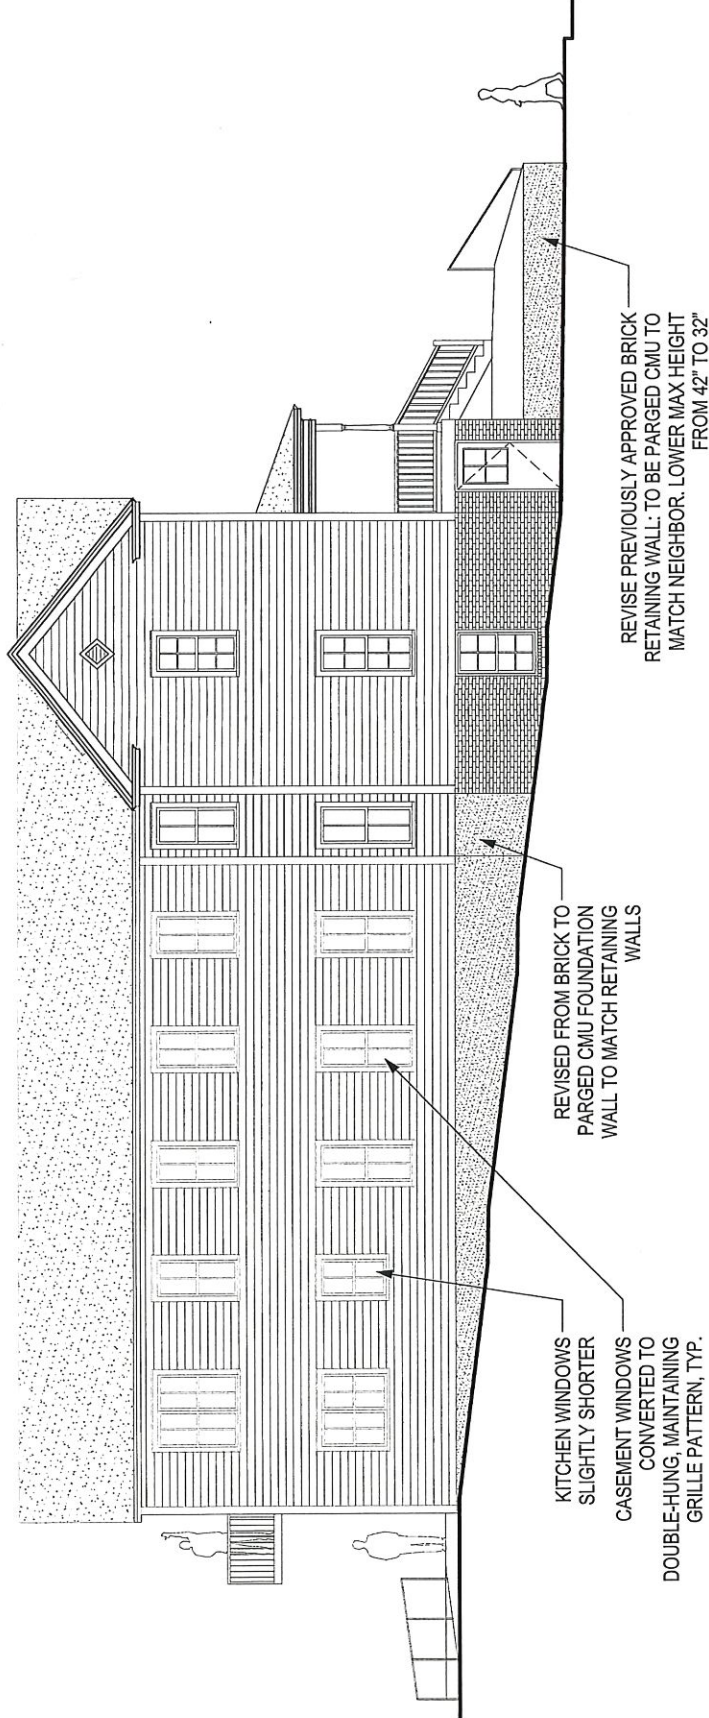 KITCHEN WINDOWS
SLIGHTLY SHORTER
CASEMENT WINDOWS
CONVERTED TO
DOUBLE-HUNG, MAINTAINING
GRILLE PATTERN, TYP.
REVISED FROM BRICK TO
PARGED CMU FOUNDATION
WALL TO MATCH RETAINING
WALLS
REVISE PREVIOUSLY APPROVED BRICK
RETAINING WALL: TO BE PARGED CMU TO
MATCH NEIGHBOR. LOWER MAX HEIGHT
FROM 42" TO 32"